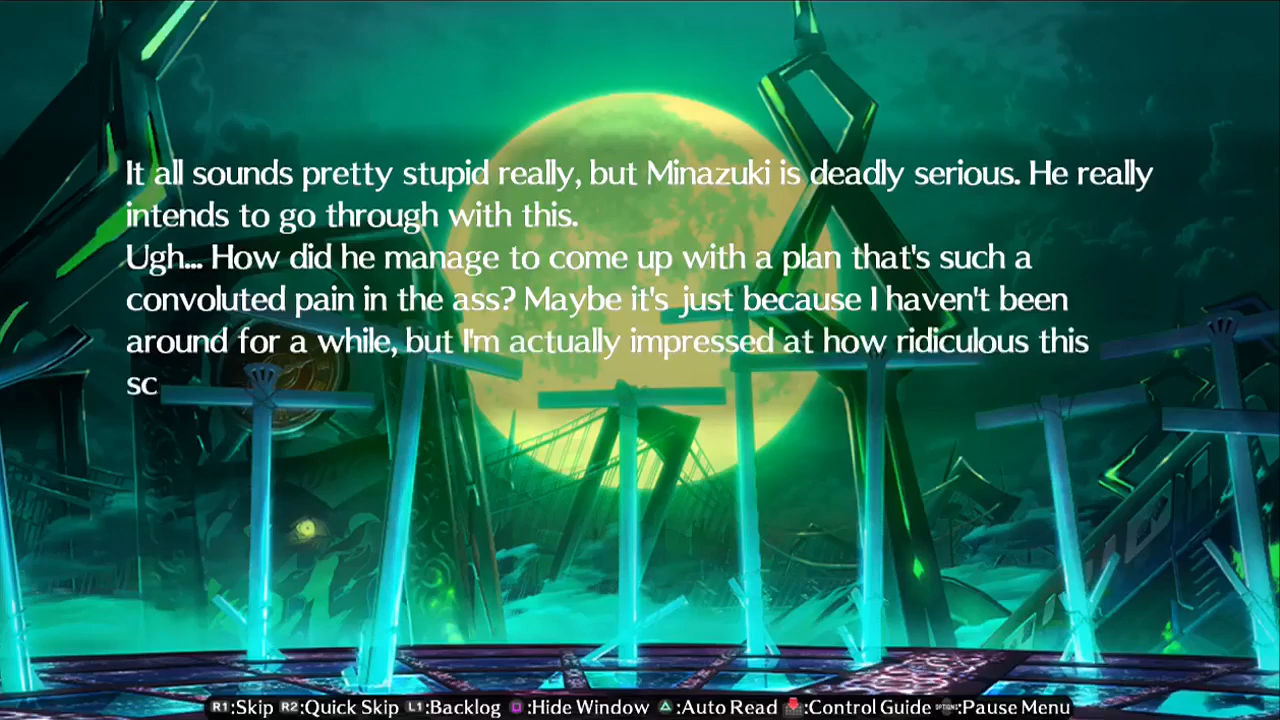 It all sounds pretty stupid really, but Minazuki is deadly serious. He really
intends to go through with this.
Ugh... How did he manage to come up with a plan that's such a
convoluted pain in the ass? Maybe it's just because I haven't been
around for a while, but I'm actually impressed at how ridiculous this
sc
R1:Skip R2:Quick Skip L1:Backlog :Hide Window :Auto Read :Control Guide OPTIONS:Pause Menu